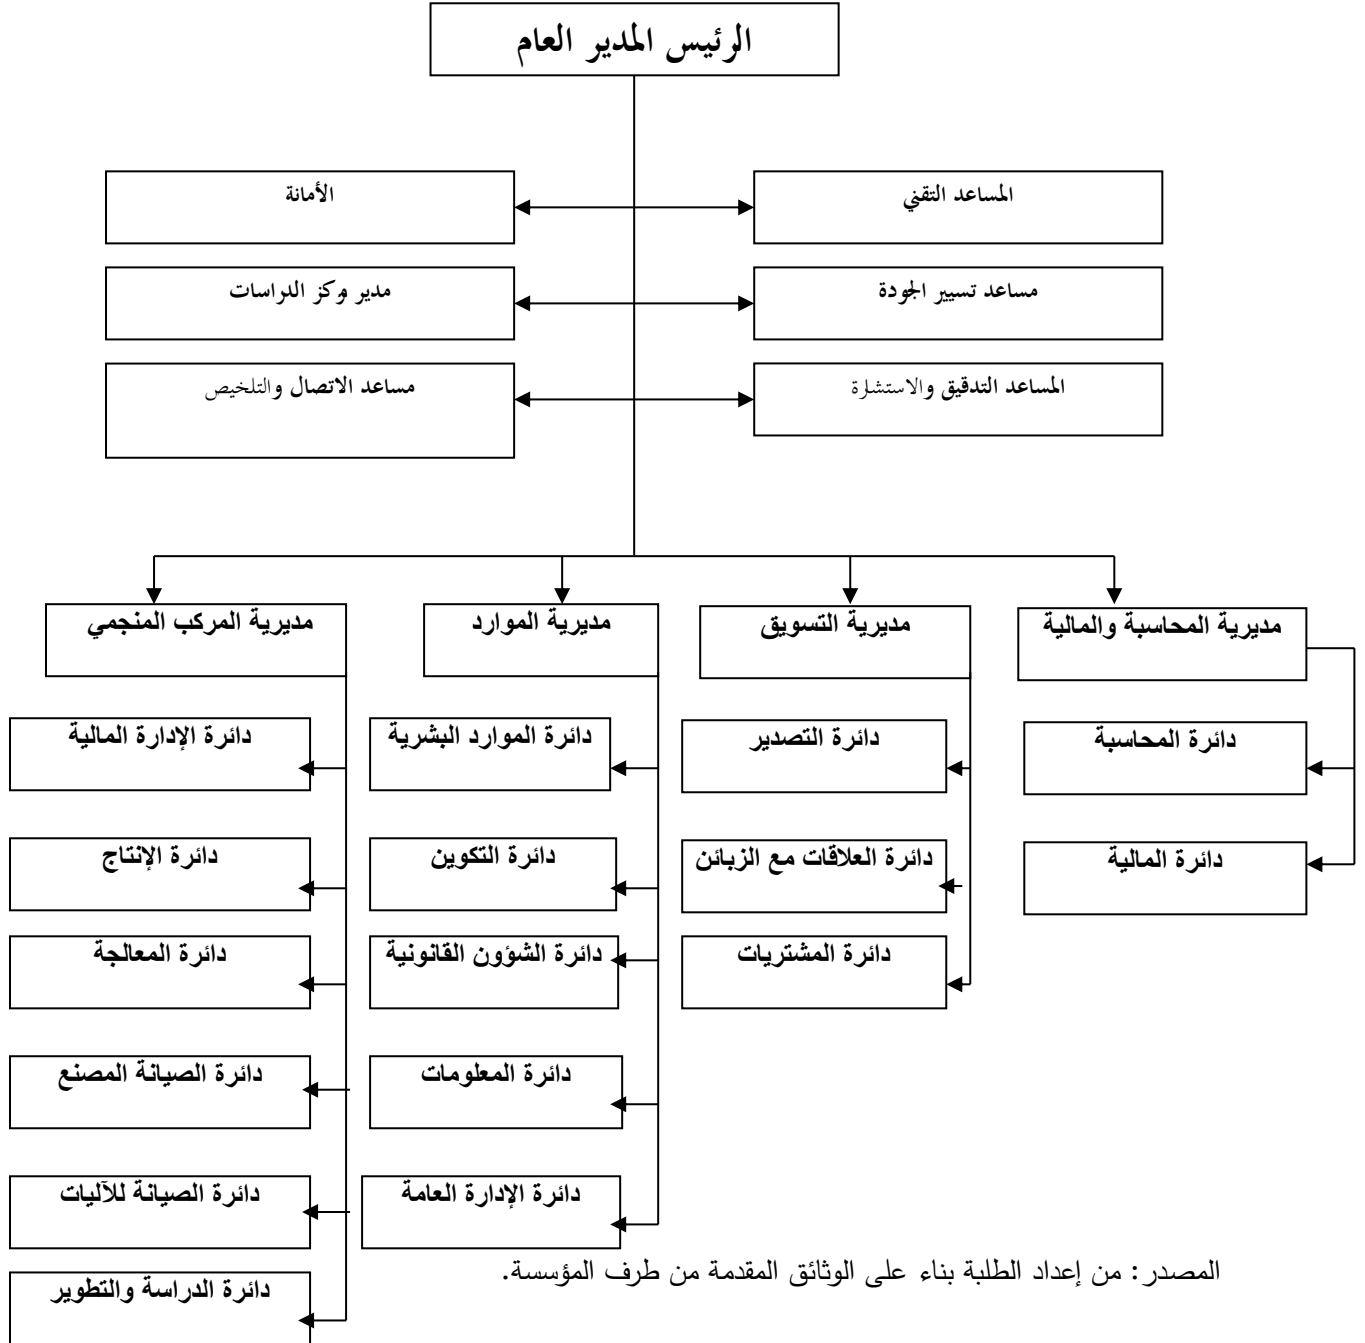 الرئيس المدير العام
المساعد التقني
الأمانة
مساعد تسيير الجودة
مدير مركز الدراسات
المساعد التدقيق والاستشارة
مساعد الاتصال والتلخيص
مديرية المحاسبة والمالية
مديرية التسويق
مديرية الموارد
مديرية المركب المنجمي
دائرة المحاسبة
دائرة التصدير
دائرة الموارد البشرية
دائرة الإدارة المالية
دائرة المالية
دائرة العلاقات مع الزبائن
دائرة التكوين
دائرة الإنتاج
دائرة المشتريات
دائرة الشؤون القانونية
دائرة المعالجة
دائرة المعلومات
دائرة الصيانة المصنع
دائرة الإدارة العامة
دائرة الصيانة للآليات
دائرة الدراسة والتطوير
المصدر: من إعداد الطلبة بناء على الوثائق المقدمة من طرف المؤسسة.